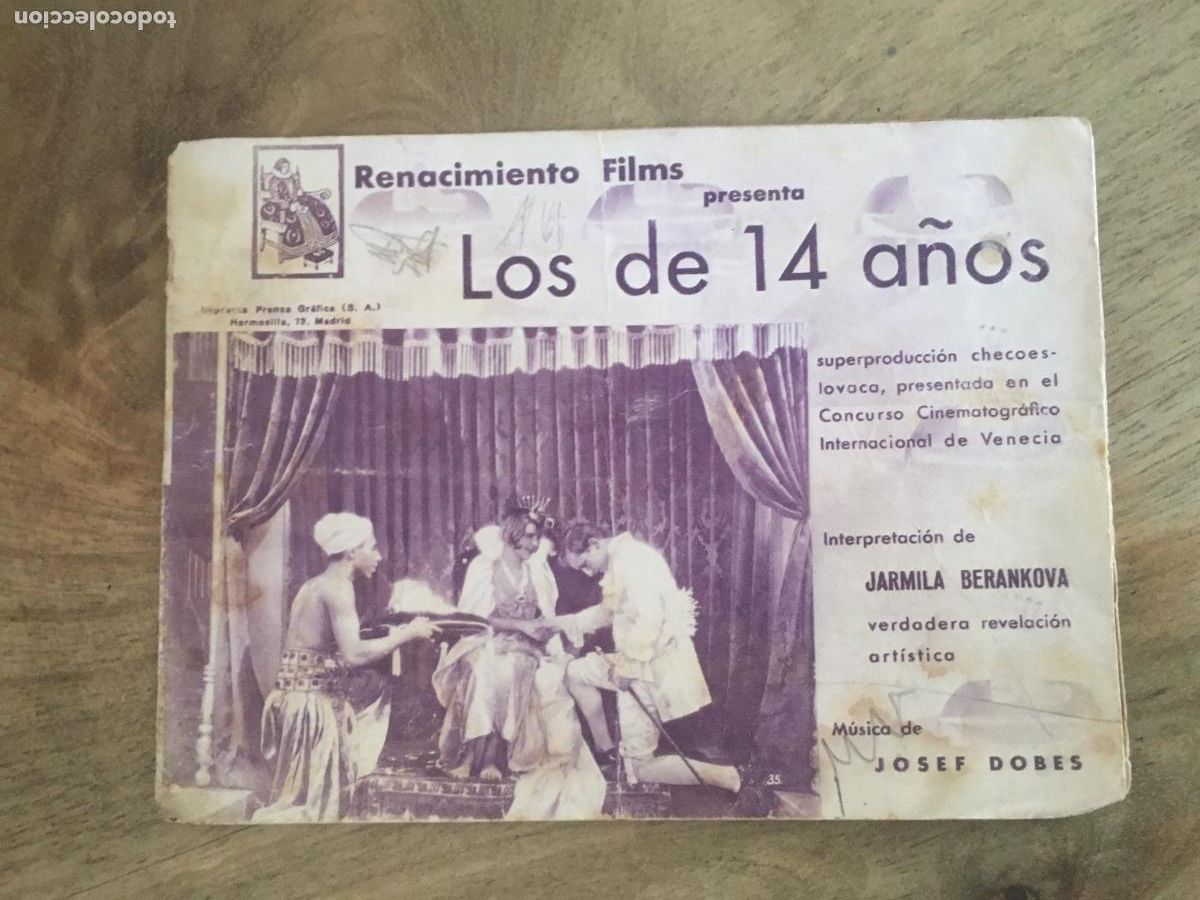 todocoleccion
Renacimiento Films
presenta
Los de 14 años
Imprenta Prensa Gráfica (S. A.)
Hermosilla, 73. Madrid
superproducción checoes-
lovaca, presentada en el
Concurso Cinematográfico
Internacional de Venecia
Interpretación de
JARMILA BERANKOVA
verdadera revelación
artística
Música de
JOSEF DOBES
35.